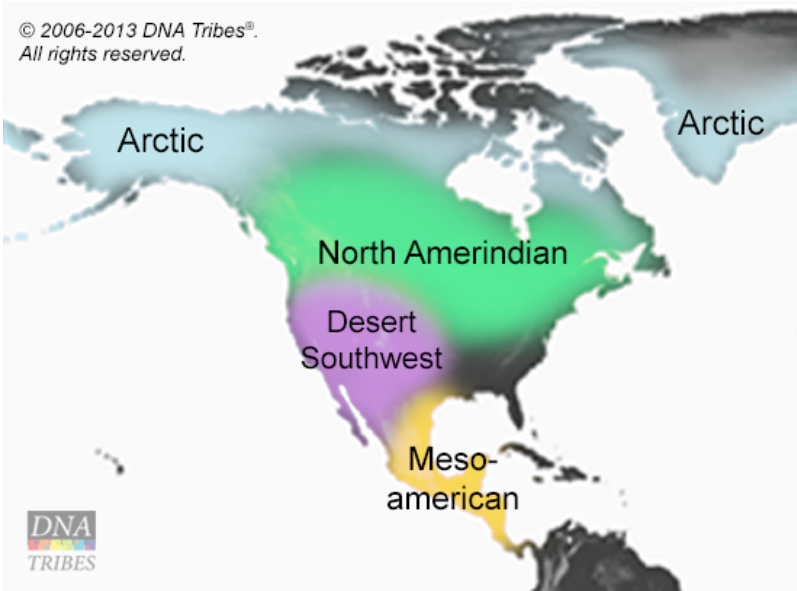 © 2006-2013 DNA Tribes®.
All rights reserved.
Arctic
Arctic
North Amerindian
Desert
Southwest
Meso-
american
DNA
TRIBES